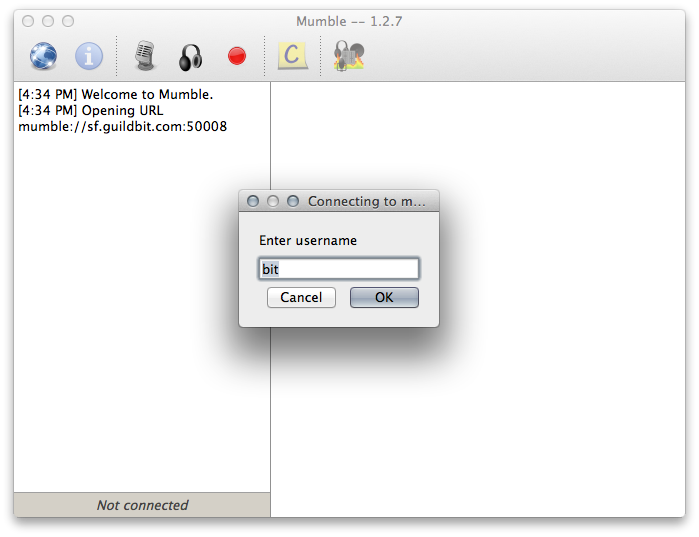 Mumble -- 1.2.7
C
[4:34 PM] Welcome to Mumble.
[4:34 PM] Opening URL
mumble://sf.guildbit.com:50008
Connecting to m...
Enter username
bit
Cancel OK
Not connected